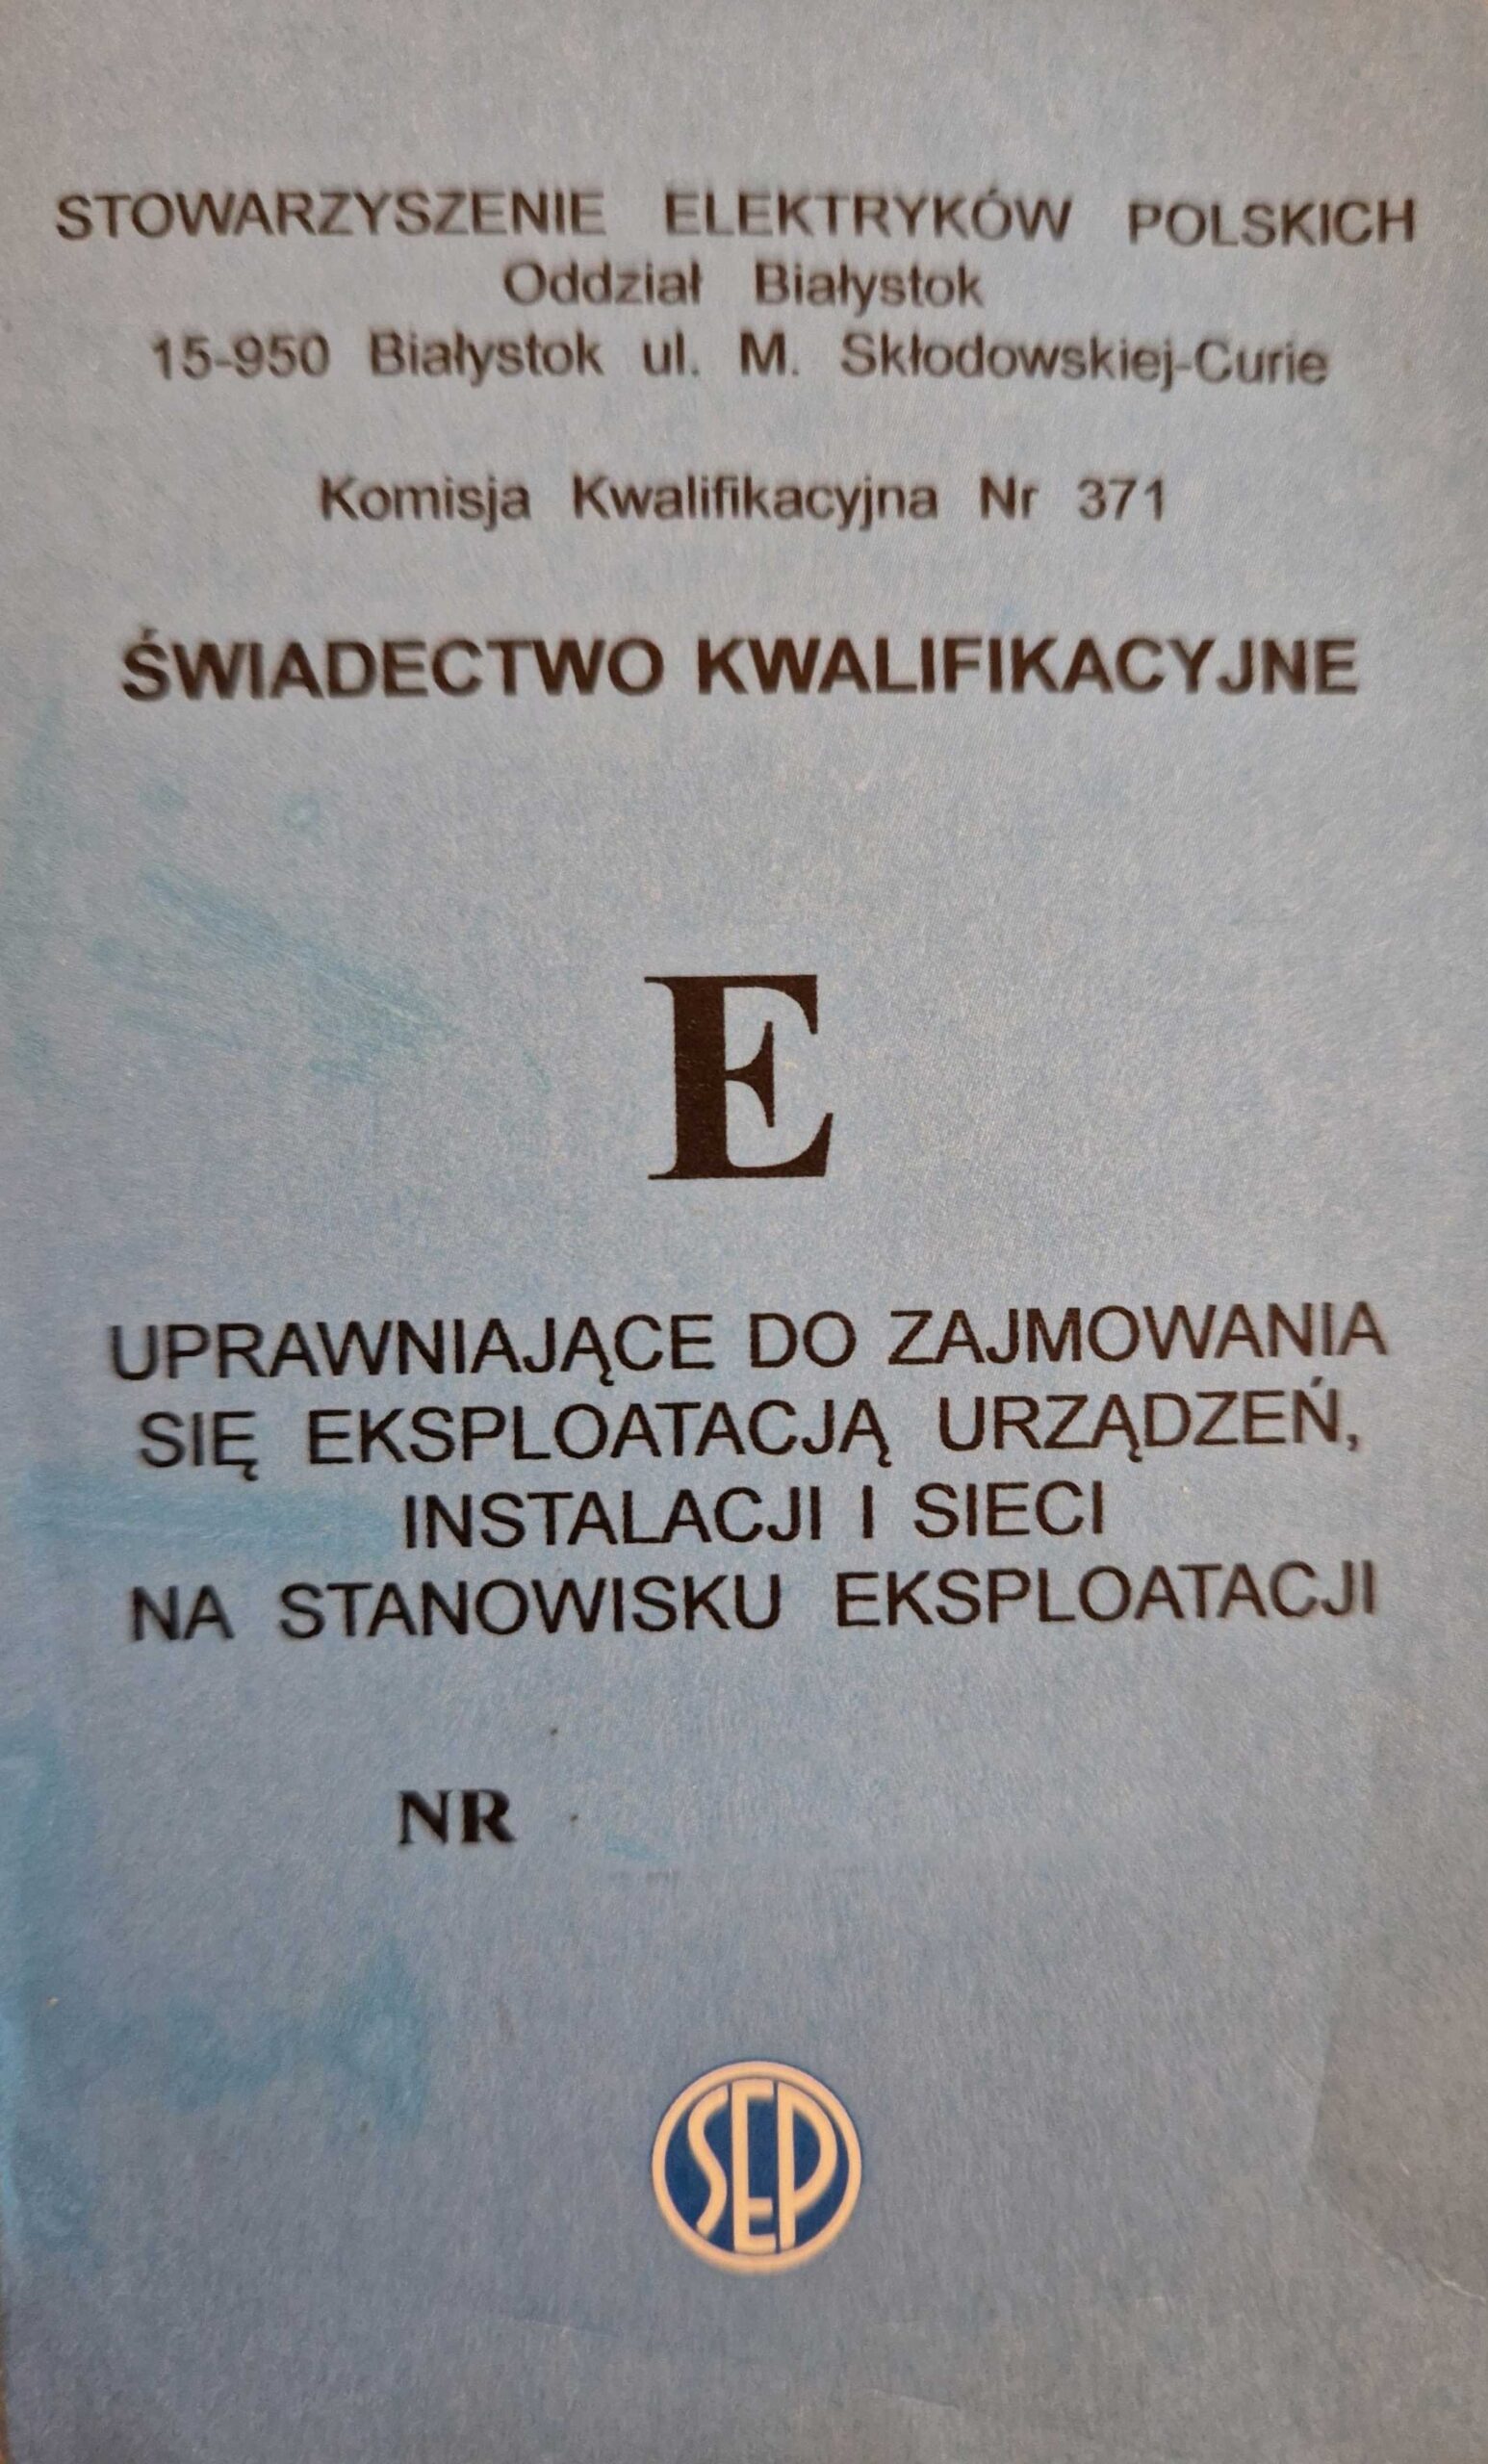 STOWARZYSZENIE ELEKTRYKÓW POLSKICH
Oddział Białystok
15-950 Białystok ul. M. Skłodowskiej-Curie
Komisja Kwalifikacyjna Nr 371
ŚWIADECTWO KWALIFIKACYJNE
E
UPRAWNIAJĄCE DO ZAJMOWANIA
SIĘ EKSPLOATACJĄ URZĄDZEŃ,
INSTALACJI I SIECI
NA STANOWISKU EKSPLOATACJI
NR
SEP